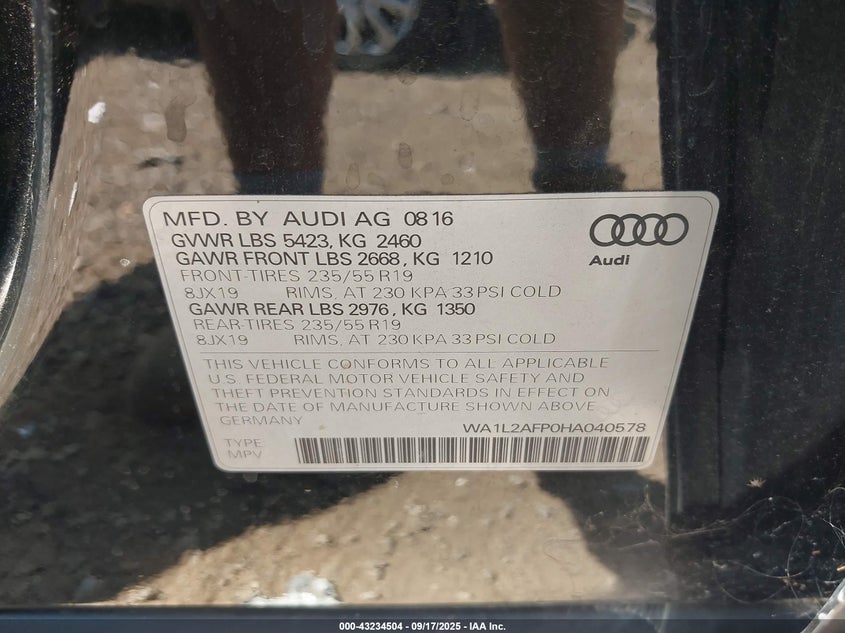 MFD. BY AUDI AG 08 16
GVWR LBS 5423, KG 2460
GAWR FRONT LBS 2668, KG 1210
FRONT-TIRES 235/55 R19
8JX19 RIMS, AT 230 KPA 33 PSI COLD
GAWR REAR LBS 2976, KG 1350
REAR-TIRES 235/55 R19
8JX19 RIMS, AT 230 KPA 33 PSI COLD
Audi
THIS VEHICLE CONFORMS TO ALL APPLICABLE
U.S. FEDERAL MOTOR VEHICLE SAFETY AND
THEFT PREVENTION STANDARDS IN EFFECT ON
THE DATE OF MANUFACTURE SHOWN ABOVE
GERMANY WA1L2AFP0HA040578
TYPE
MPV
000-43234504 - 09/17/2025 - IAA Inc.